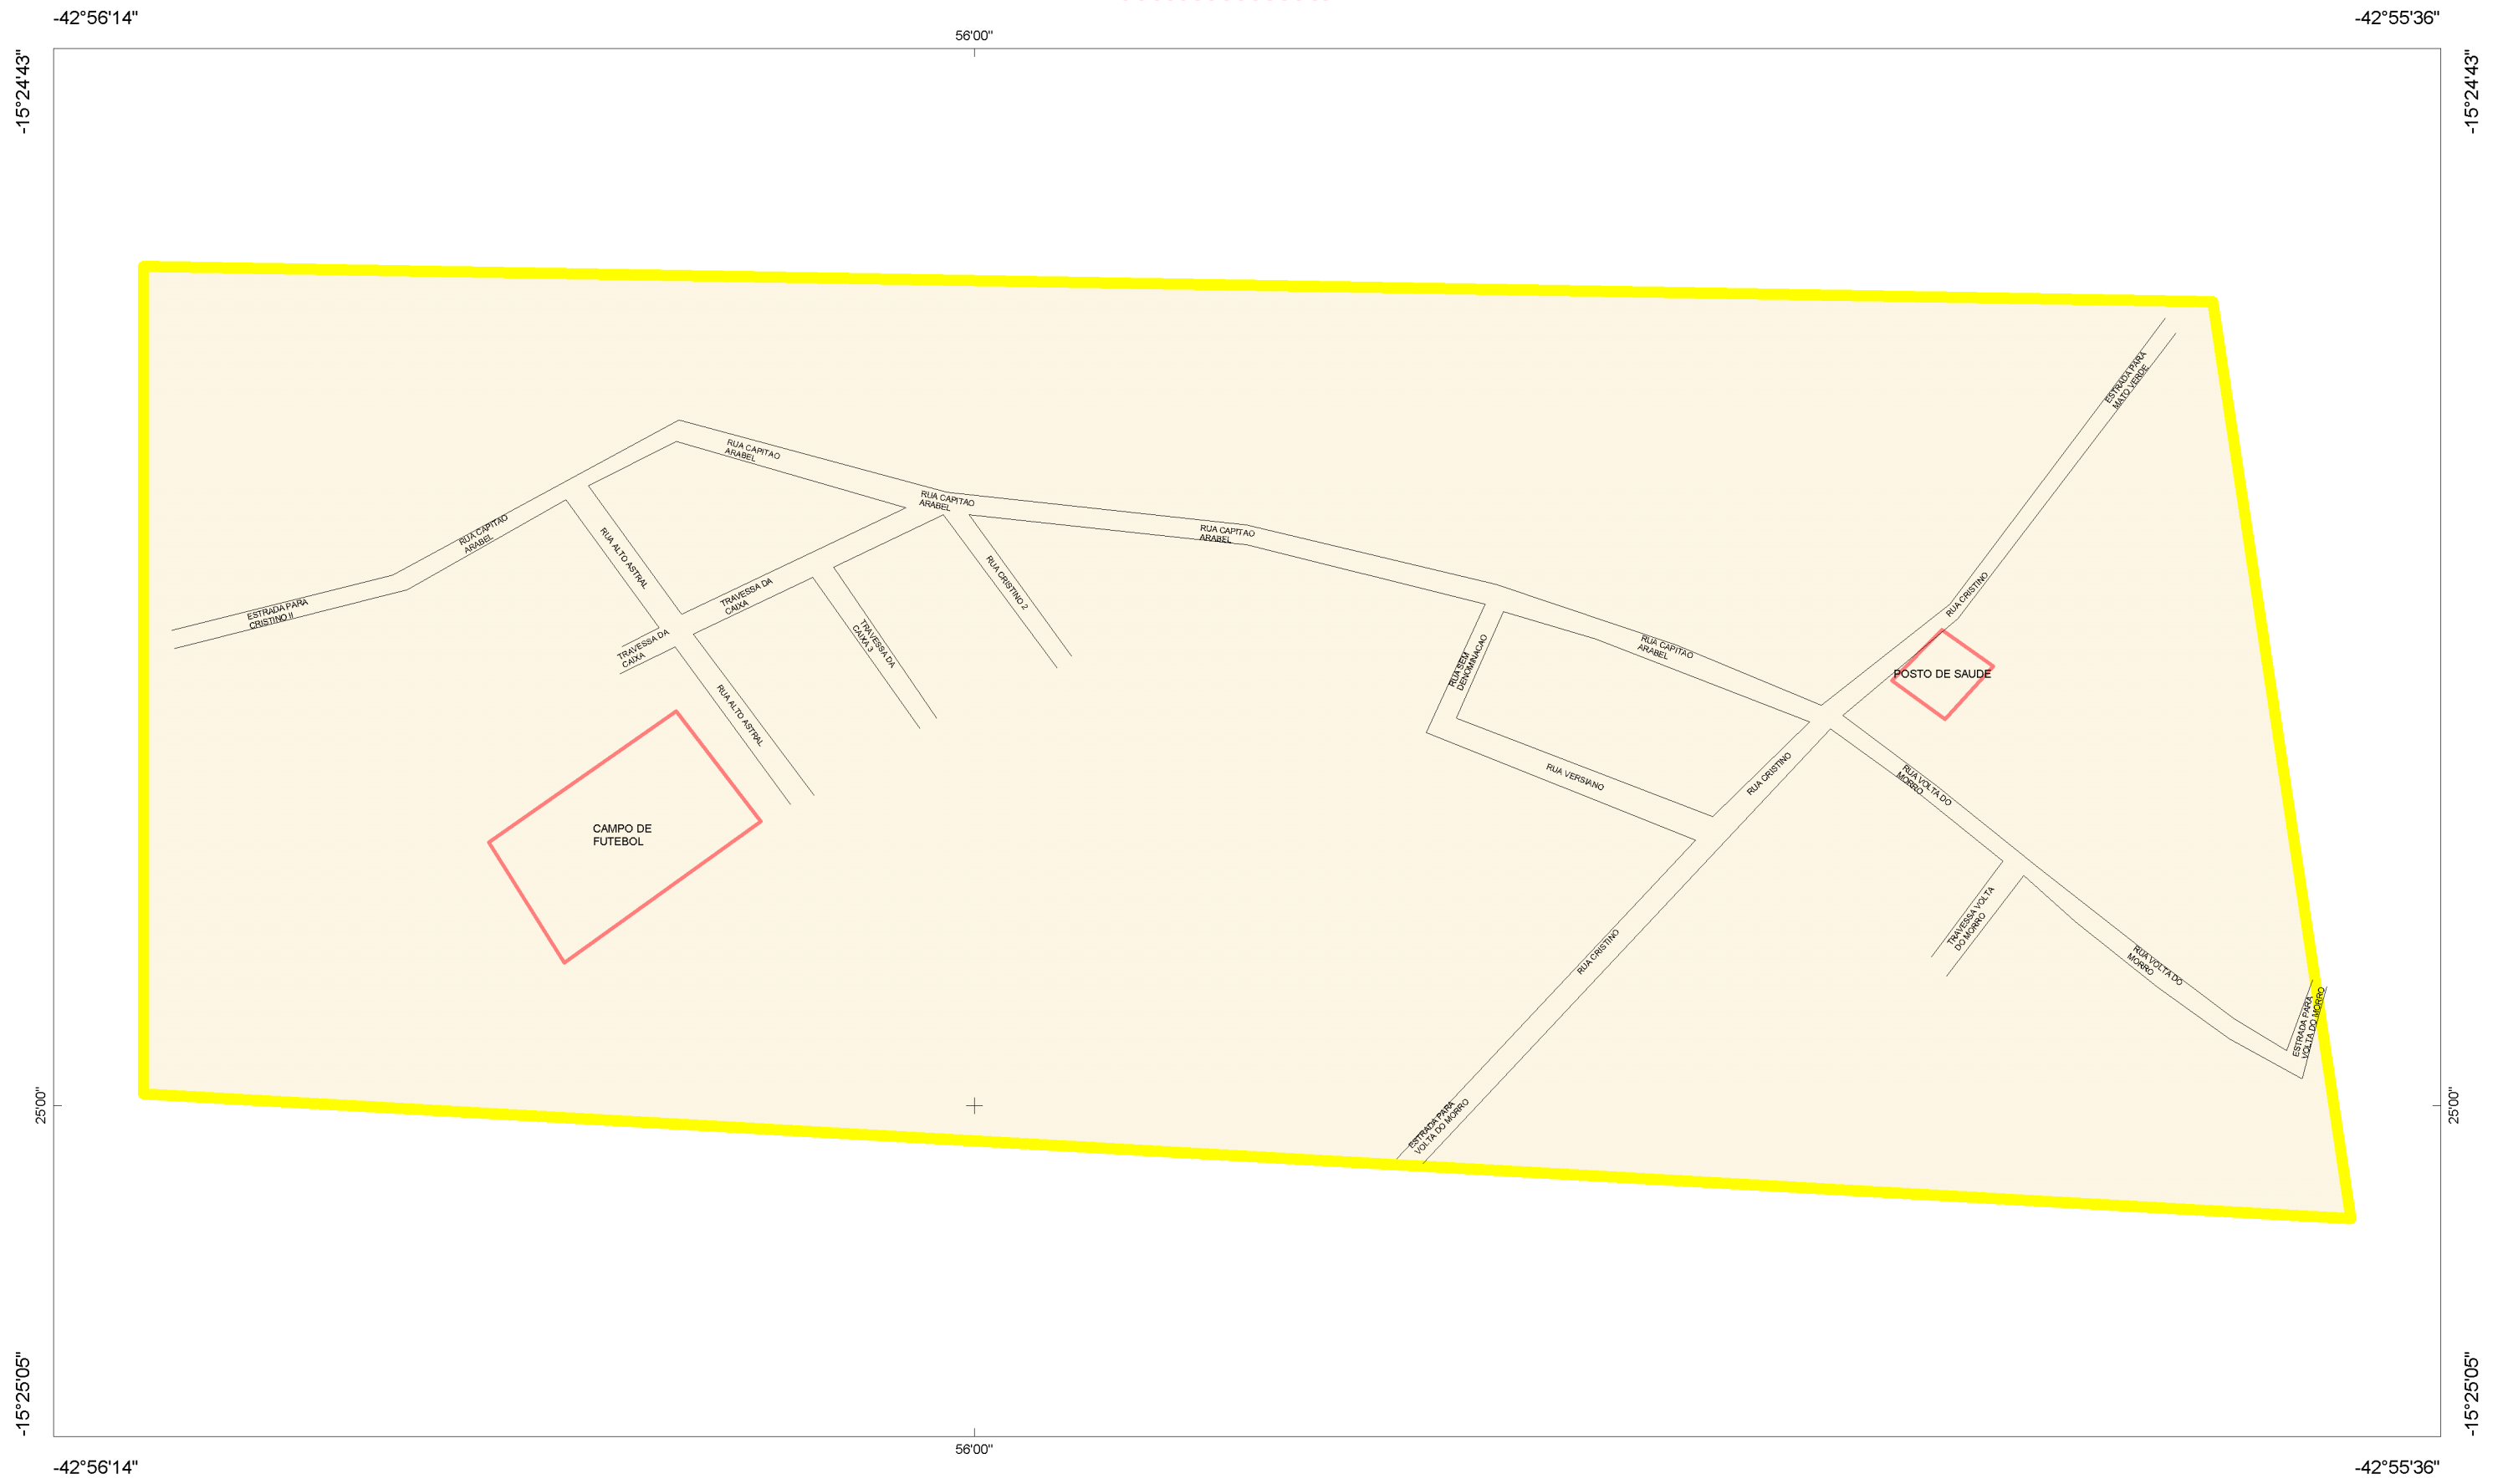 -42°56'14"
-42°55'36"
56'00"
-15°24'43"
-15°24'43"
ESTRADA PARA
MATO VERDE
RUA CAPITAO
ARABEL
RUA CAPITAO
ARABEL
RUA CAPITAO
ARABEL
RUA CAPITAO
ARABEL
RUA ALTO ASTRAL
RUA CRISTINO 2
TRAVESSA DA
CAIXA
RUA CRISTINO
ESTRADA PARA
CRISTINO II
TRAVESSA DA
CAIXA
TRAVESSA DA
CAIXA 3
RUA SEM
DENOMINACAO
RUA CAPITAO
ARABEL
POSTO DE SAUDE
RUA ALTO ASTRAL
RUA VERSIANO
RUA CRISTINO
RUA VOLTA DO
MORRO
CAMPO DE
FUTEBOL
TRAVESSA VOLTA
DO MORRO
RUA CRISTINO
RUA VOLTA DO
MORRO
ESTRADA PARA
VOLTA DO MORRO
25'00"
25'00"
ESTRADA PARA
VOLTA DO MORRO
-15°25'05"
-15°25'05"
56'00"
-42°56'14"
-42°55'36"